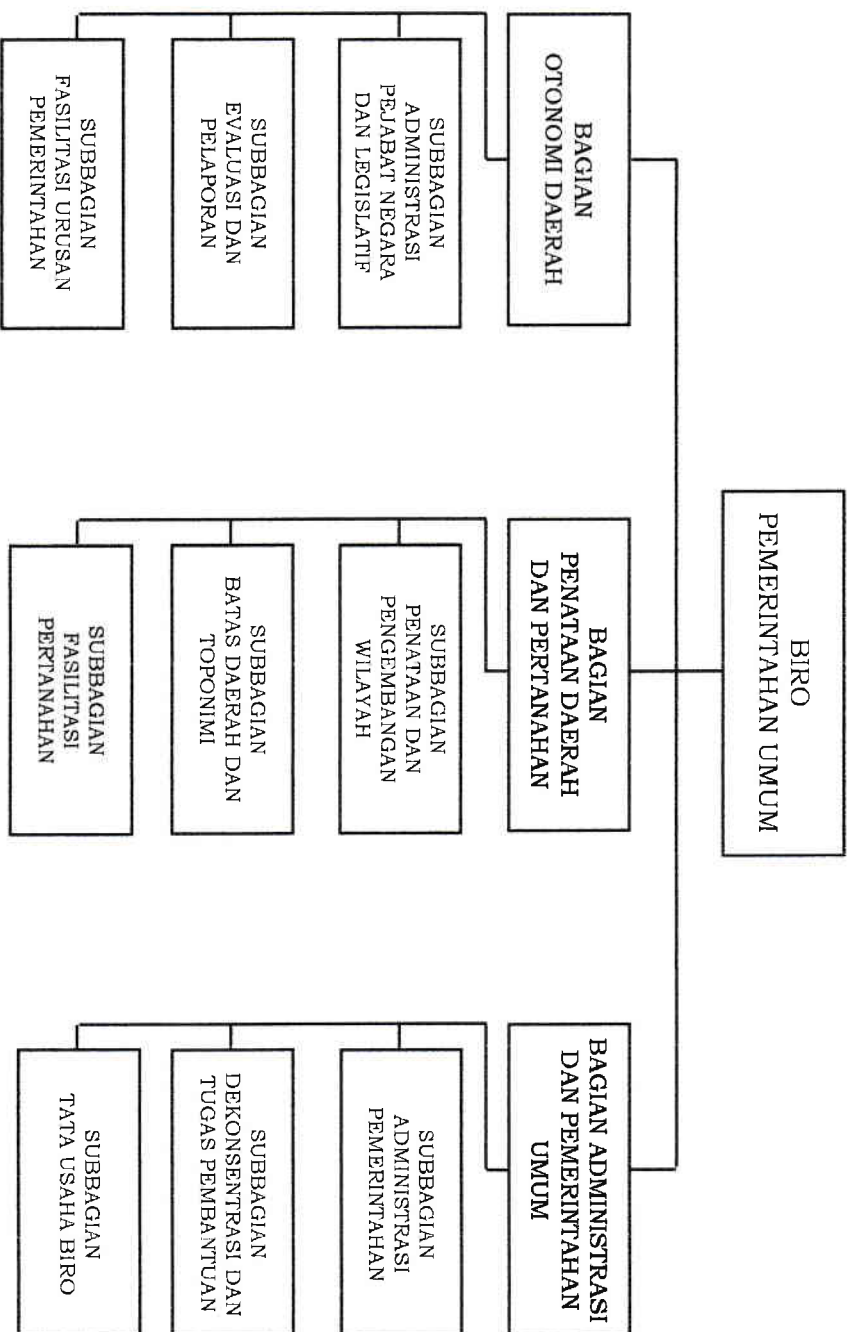 BIRO
PEMERINTAHAN UMUM
BAGIAN
OTONOMI DAERAH
SUBBAGIAN
ADMINISTRASI
PEJABAT NEGARA
DAN LEGISLATIF
SUBBAGIAN
EVALUASI DAN
PELAPORAN
SUBBAGIAN
FASILITASI URUSAN
PEMERINTAHAN
BAGIAN
PENATAAN DAERAH
DAN PERTANAHAN
SUBBAGIAN
PENATAAN DAN
PENGEMBANGAN
WILAYAH
SUBBAGIAN
BATAS DAERAH DAN
TOPONIMI
SUBBAGIAN
FASILITASI
PERTANAHAN
BAGIAN ADMINISTRASI
DAN PEMERINTAHAN
UMUM
SUBBAGIAN
ADMINISTRASI
PEMERINTAHAN
SUBBAGIAN
DEKONSENTRASI DAN
TUGAS PEMBANTUAN
SUBBAGIAN
TATA USAHA BIRO